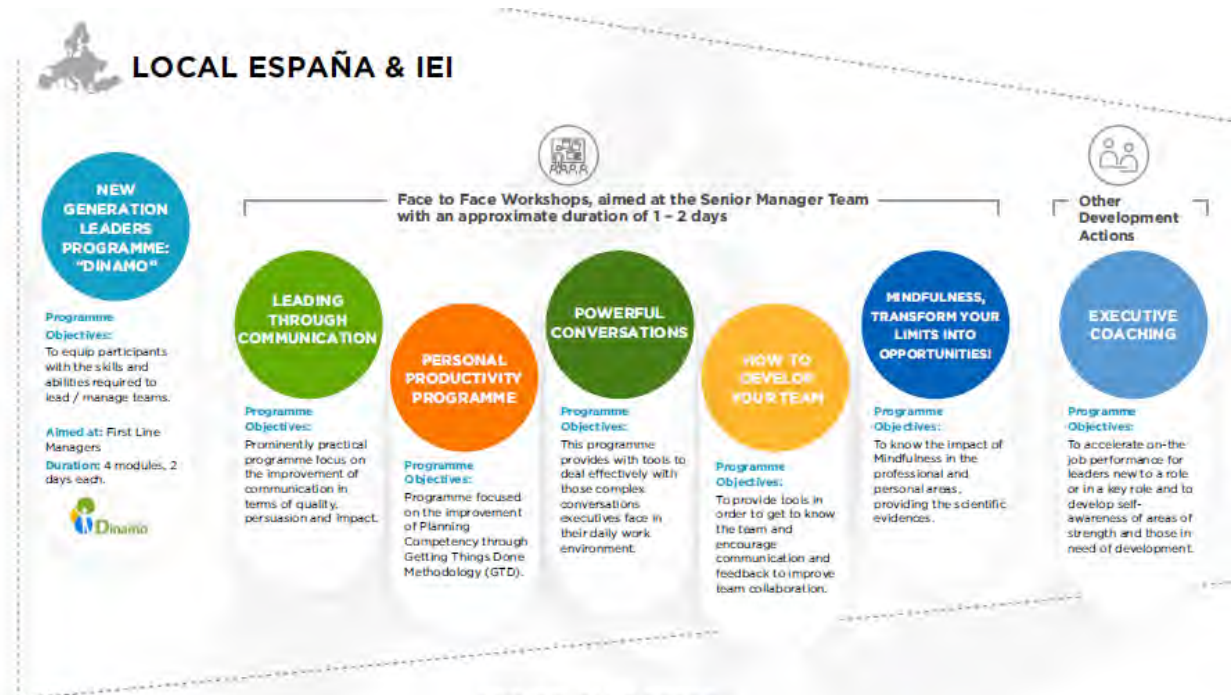 LOCAL ESPAÑA & IEI
NEW
GENERATION
LEADERS
PROGRAMME:
"DINAMO"
Programme
Objectives:
To equip participants
with the skills and
abilities required to
lead / manage teams.
Aimed at: First Line
Managers
Duration: 4 modules, 2
days each.
Dinamo
Face to Face Workshops, aimed at the Senior Manager Team
with an approximate duration of 1 – 2 days
LEADING
THROUGH
COMMUNICATION
Programme
Objectives:
Prominently practical
programme focus on
the improvement of
communication in
terms of quality,
persuasion and impact.
PERSONAL
PRODUCTIVITY
PROGRAMME
Programme
Objectives:
Programme focused
on the improvement
of Planning
Competency through
Getting Things Done
Methodology (GTD).
POWERFUL
CONVERSATIONS
Programme
Objectives:
This programme
provides with tools to
deal effectively with
those complex
conversations
executives face in
their daily work
environment.
HOW TO
DEVELOP
YOUR TEAM
Programme
Objectives:
To provide tools in
order to get to know
the team and
encourage
communication and
feedback to improve
team collaboration.
MINDFULNESS,
TRANSFORM YOUR
LIMITS INTO
OPPORTUNITIES!
Programme
Objectives:
To know the impact of
Mindfulness in the
professional and
personal areas,
providing the scientific
evidences.
Other
Development
Actions
EXECUTIVE
COACHING
Programme
Objectives:
To accelerate on-the
job performance for
leaders new to a role
or in a key role and to
develop self-
awareness of areas of
strength and those in
need of development.